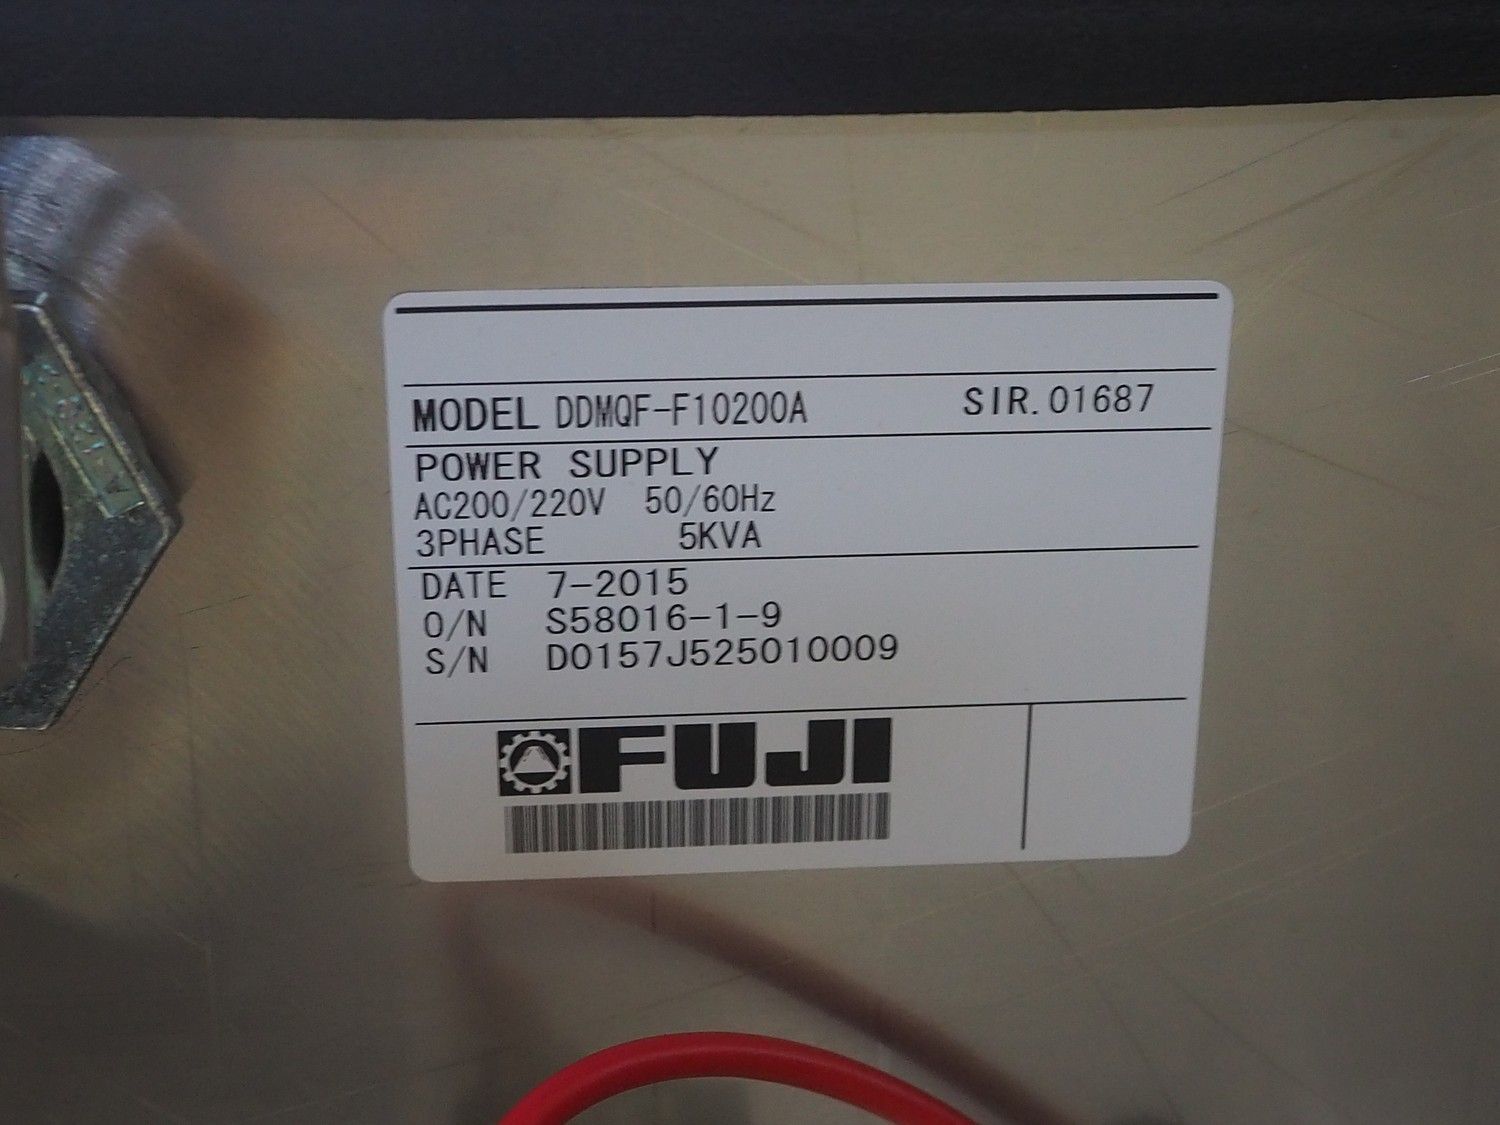 MODEL DDMQF-F10200A SIR.01687
POWER SUPPLY
AC200/220V 50/60Hz
3PHASE 5KVA
DATE 7-2015
O/N S58016-1-9
S/N D0157J525010009
FUJI